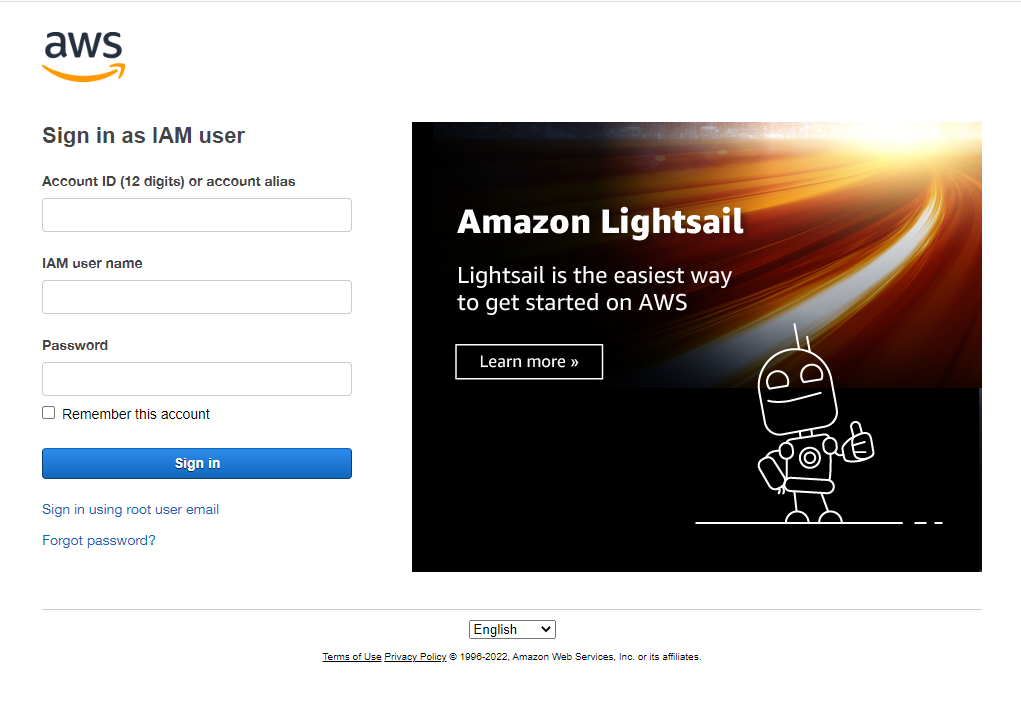 aws
Sign in as IAM user
Account ID (12 digits) or account alias
IAM user name
Password
Remember this account
Sign in
Sign in using root user email
Forgot password?
Amazon Lightsail
Lightsail is the easiest way
to get started on AWS
Learn more »
English
Terms of Use Privacy Policy © 1996-2022, Amazon Web Services, Inc. or its affiliates.